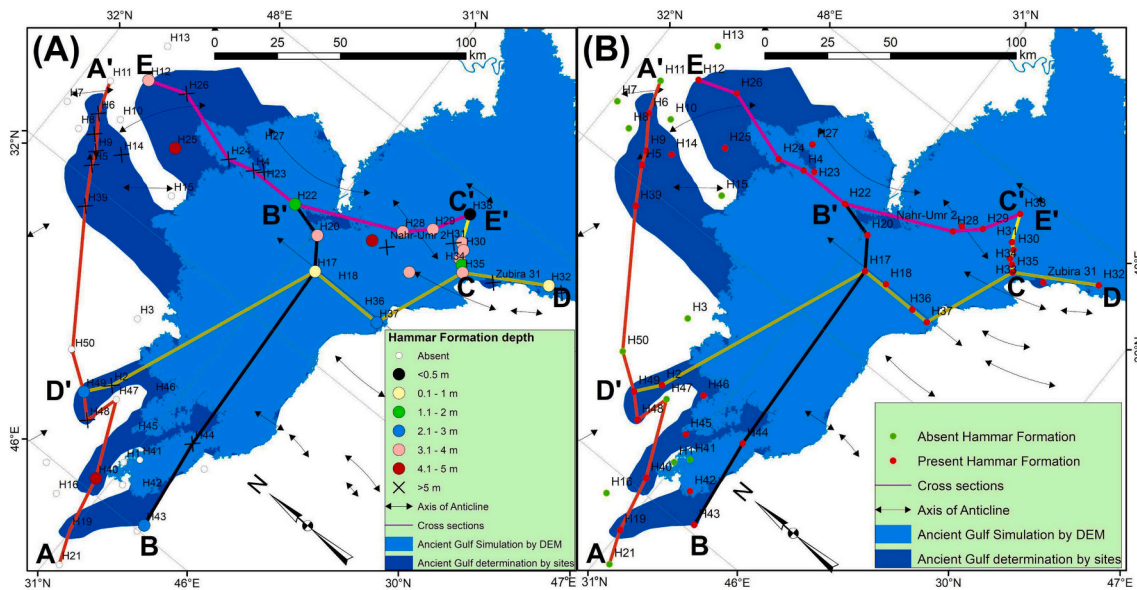 32°N
48°E
31°N
0 25 50 100
km
(A)
H13
A'
H11
E
H12
H7
H6
H26
H8
H10
H9
H14
H25
H27
H5
H24
H4
H23
32°N
H39
H15
H22
B'
C'
H38
E'
H28
H29
Nahr-Umr 2
H20
H31
H30
H34
H35
H17
H18
C
Zubira 31
H32
D
H3
H36
H37
H50
D'
H49
H2
H46
H47
H48
H45
H44
46°E
H1
H41
H40
H16
H42
H19
H43
B
A
H21
N
31°N
46°E
30°N
47°E
Hammar Formation depth
Absent
<0.5 m
0.1 - 1 m
1.1 - 2 m
2.1 - 3 m
3.1 - 4 m
4.1 - 5 m
>5 m
Axis of Anticline
Cross sections
Ancient Gulf Simulation by DEM
Ancient Gulf determination by sites
32°N
48°E
31°N
0 25 50 100
km
(B)
H13
A'
H11
E
H12
H7
H6
H26
H8
H10
H9
H14
H25
H27
H5
H24
H4
H23
32°N
H39
H15
H22
B'
C'
H38
E'
Nahr-Umr 2
H28
H29
H20
H31
H30
H34
H35
H17
H18
C
Zubira 31
H32
D
H3
H36
H37
H50
D'
H49
H2
H46
H47
H48
H45
H44
46°E
H1
H41
H40
H16
H42
H19
H43
B
A
H21
N
31°N
46°E
30°N
47°E
Absent Hammar Formation
Present Hammar Formation
Cross sections
Axis of Anticline
Ancient Gulf Simulation by DEM
Ancient Gulf determination by sites